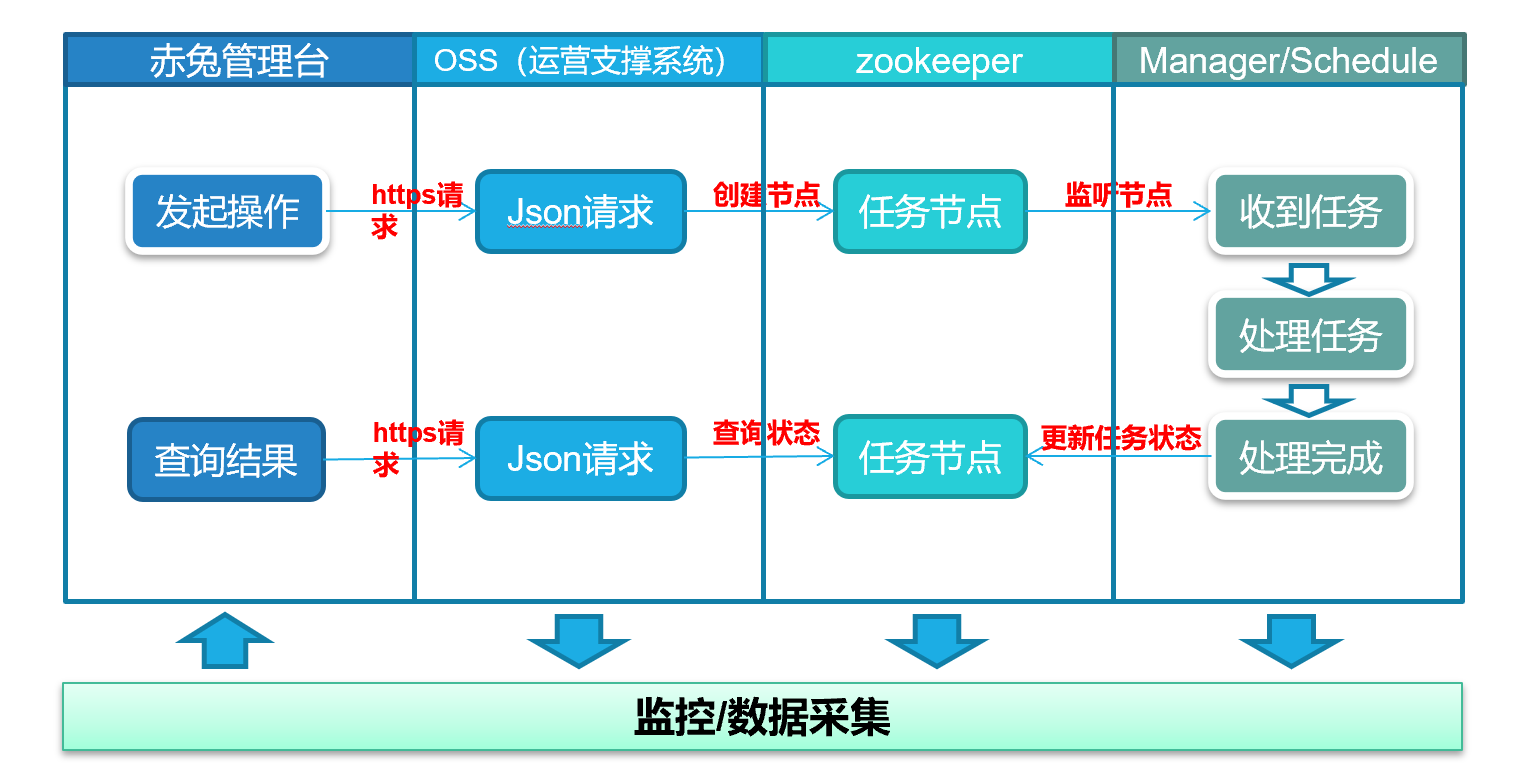 赤兔管理台
OSS（运营支撑系统）
zookeeper
Manager/Schedule
发起操作
https请
求
Json请求
创建节点
任务节点
监听节点
收到任务
处理任务
查询结果
https请
求
Json请求
查询状态
任务节点
更新任务状态
处理完成
监控/数据采集